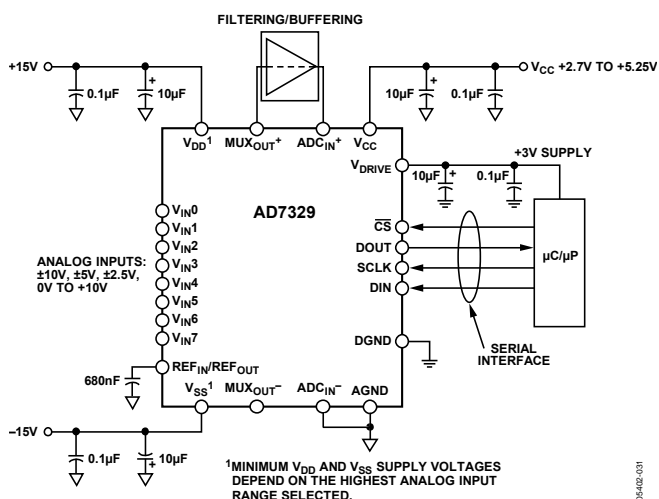 FILTERING/BUFFERING
+15V
0.1µF
+
10µF
+
10µF
0.1µF
VCC +2.7V TO +5.25V
VDD1
MUXOUT+
ADCIN+
VCC
VDRIVE
+3V SUPPLY
10µF
+
0.1µF
AD7329
VIN0
VIN1
VIN2
VIN3
VIN4
VIN5
VIN6
VIN7
ANALOG INPUTS:
±10V, ±5V, ±2.5V,
0V TO +10V
CS
DOUT
SCLK
DIN
µC/µP
DGND
SERIAL
INTERFACE
REFIN/REFOUT
680nF
VSS1
MUXOUT–
ADCIN–
AGND
–15V
0.1µF
+
10µF
1MINIMUM VDD AND VSS SUPPLY VOLTAGES
DEPEND ON THE HIGHEST ANALOG INPUT
RANGE SELECTED.
05402-031